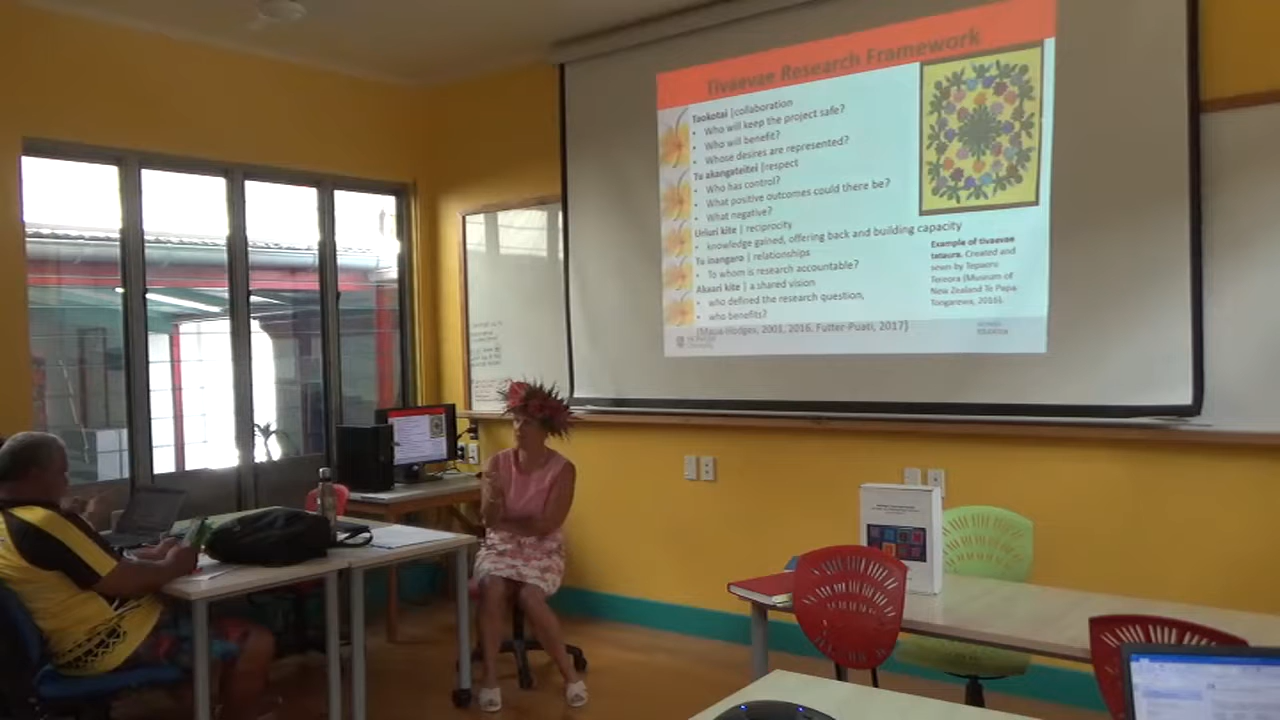 Tivaevae Research Framework
Taokotai |collaboration
• Who will keep the project safe?
• Who will benefit?
• Whose desires are represented?
Tu akangateitei |respect
• Who has control?
• What positive outcomes could there be?
• What negative?
Uriuri kite | reciprocity
• knowledge gained, offering back and building capacity
Tu inangaro | relationships
• To whom is research accountable?
Akaari kite | a shared vision
• who defined the research question,
• who benefits?
[Maua-Hodges, 2001, 2016, Futter-Puati, 2017]
Example of tivaevae
tataura. Created and
sewn by Tepaeru
Tereora (Museum of
New Zealand Te Papa
Tongarewa, 2016).